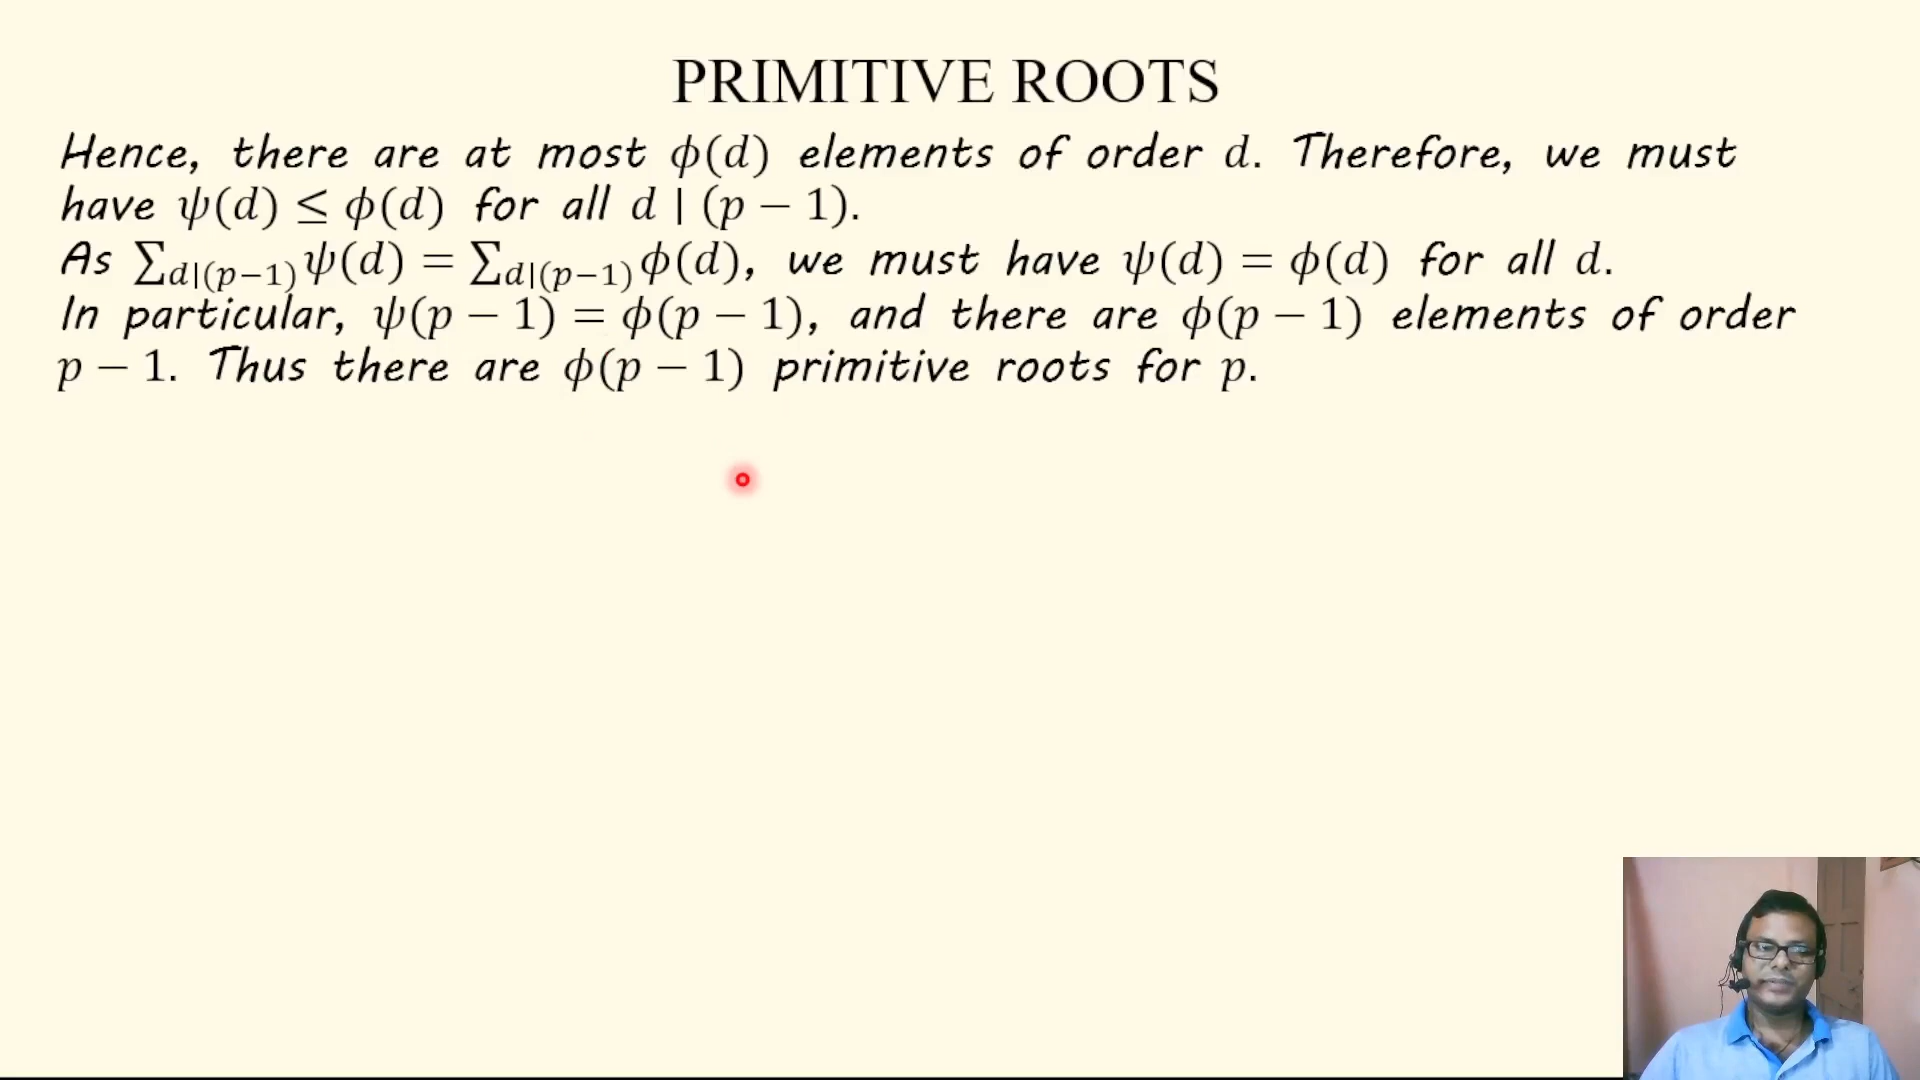 PRIMITIVE ROOTS
Hence, there are at most ϕ(d) elements of order d. Therefore, we must
have ψ(d) ≤ ϕ(d) for all d | (p − 1).
As ∑_{d|(p−1)} ψ(d) = ∑_{d|(p−1)} ϕ(d), we must have ψ(d) = ϕ(d) for all d.
In particular, ψ(p − 1) = ϕ(p − 1), and there are ϕ(p − 1) elements of order
p − 1. Thus there are ϕ(p − 1) primitive roots for p.